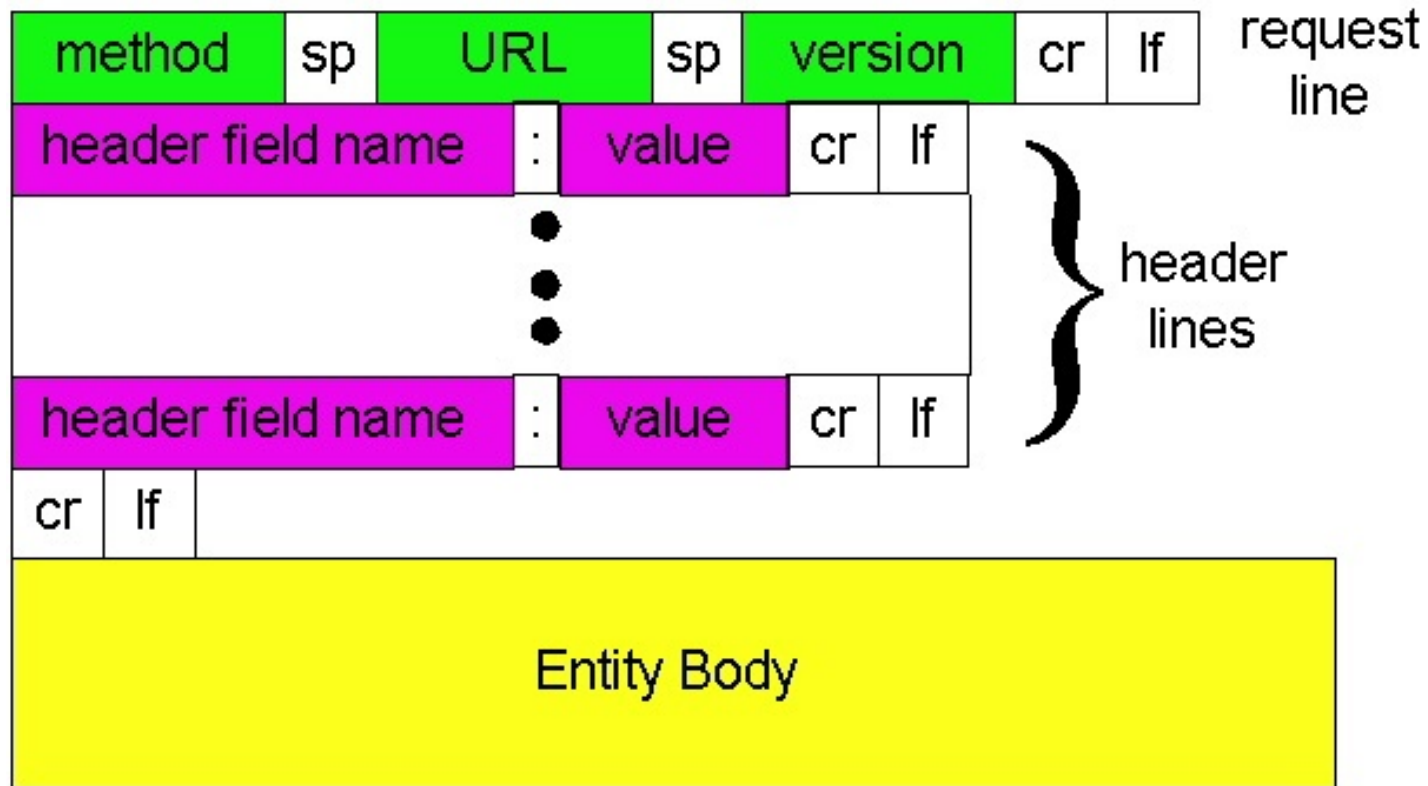 method sp URL sp version cr lf
request
line
header field name : value cr lf
header
lines
header field name : value cr lf
cr lf
Entity Body